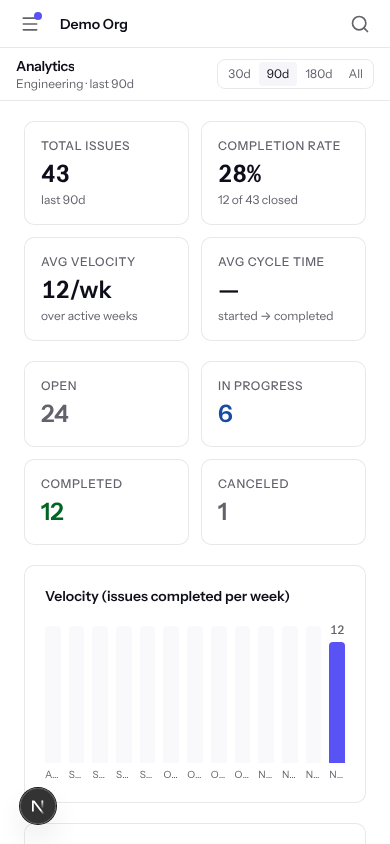 Demo Org
Analytics
Engineering · last 90d
30d 90d 180d All
TOTAL ISSUES
43
last 90d
COMPLETION RATE
28%
12 of 43 closed
AVG VELOCITY
12/wk
over active weeks
AVG CYCLE TIME
—
started → completed
OPEN
24
IN PROGRESS
6
COMPLETED
12
CANCELED
1
Velocity (issues completed per week)
12
A... S... S... S... S... O... O... O... O... N... N... N... N...
N